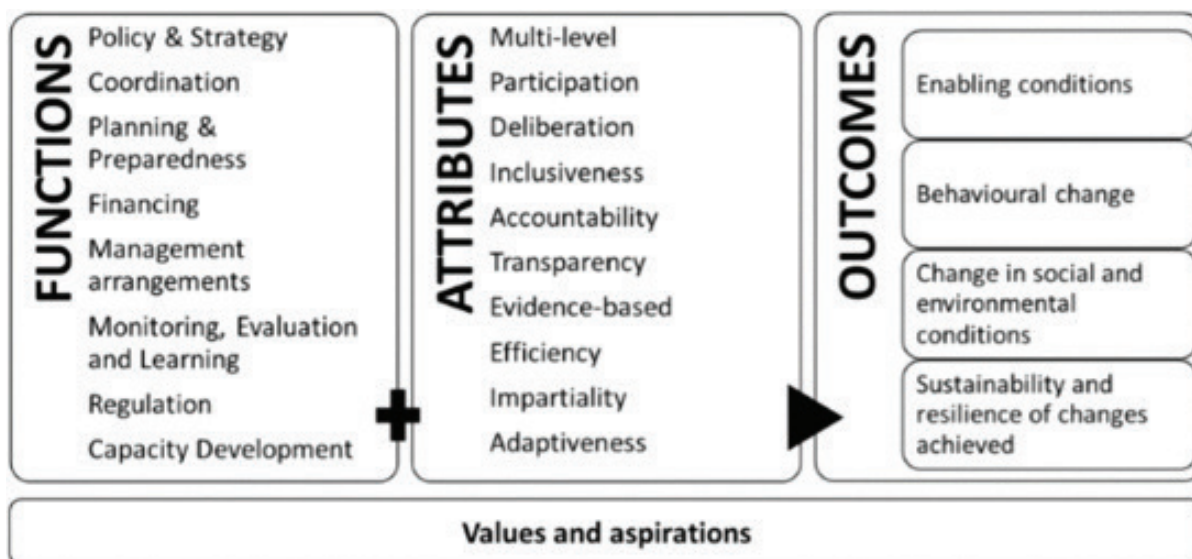 FUNCTIONS
Policy & Strategy
Coordination
Planning &
Preparedness
Financing
Management
arrangements
Monitoring, Evaluation
and Learning
Regulation
Capacity Development
ATTRIBUTES
Multi-level
Participation
Deliberation
Inclusiveness
Accountability
Transparency
Evidence-based
Efficiency
Impartiality
Adaptiveness
OUTCOMES
Enabling conditions
Behavioural change
Change in social and
environmental
conditions
Sustainability and
resilience of changes
achieved
Values and aspirations